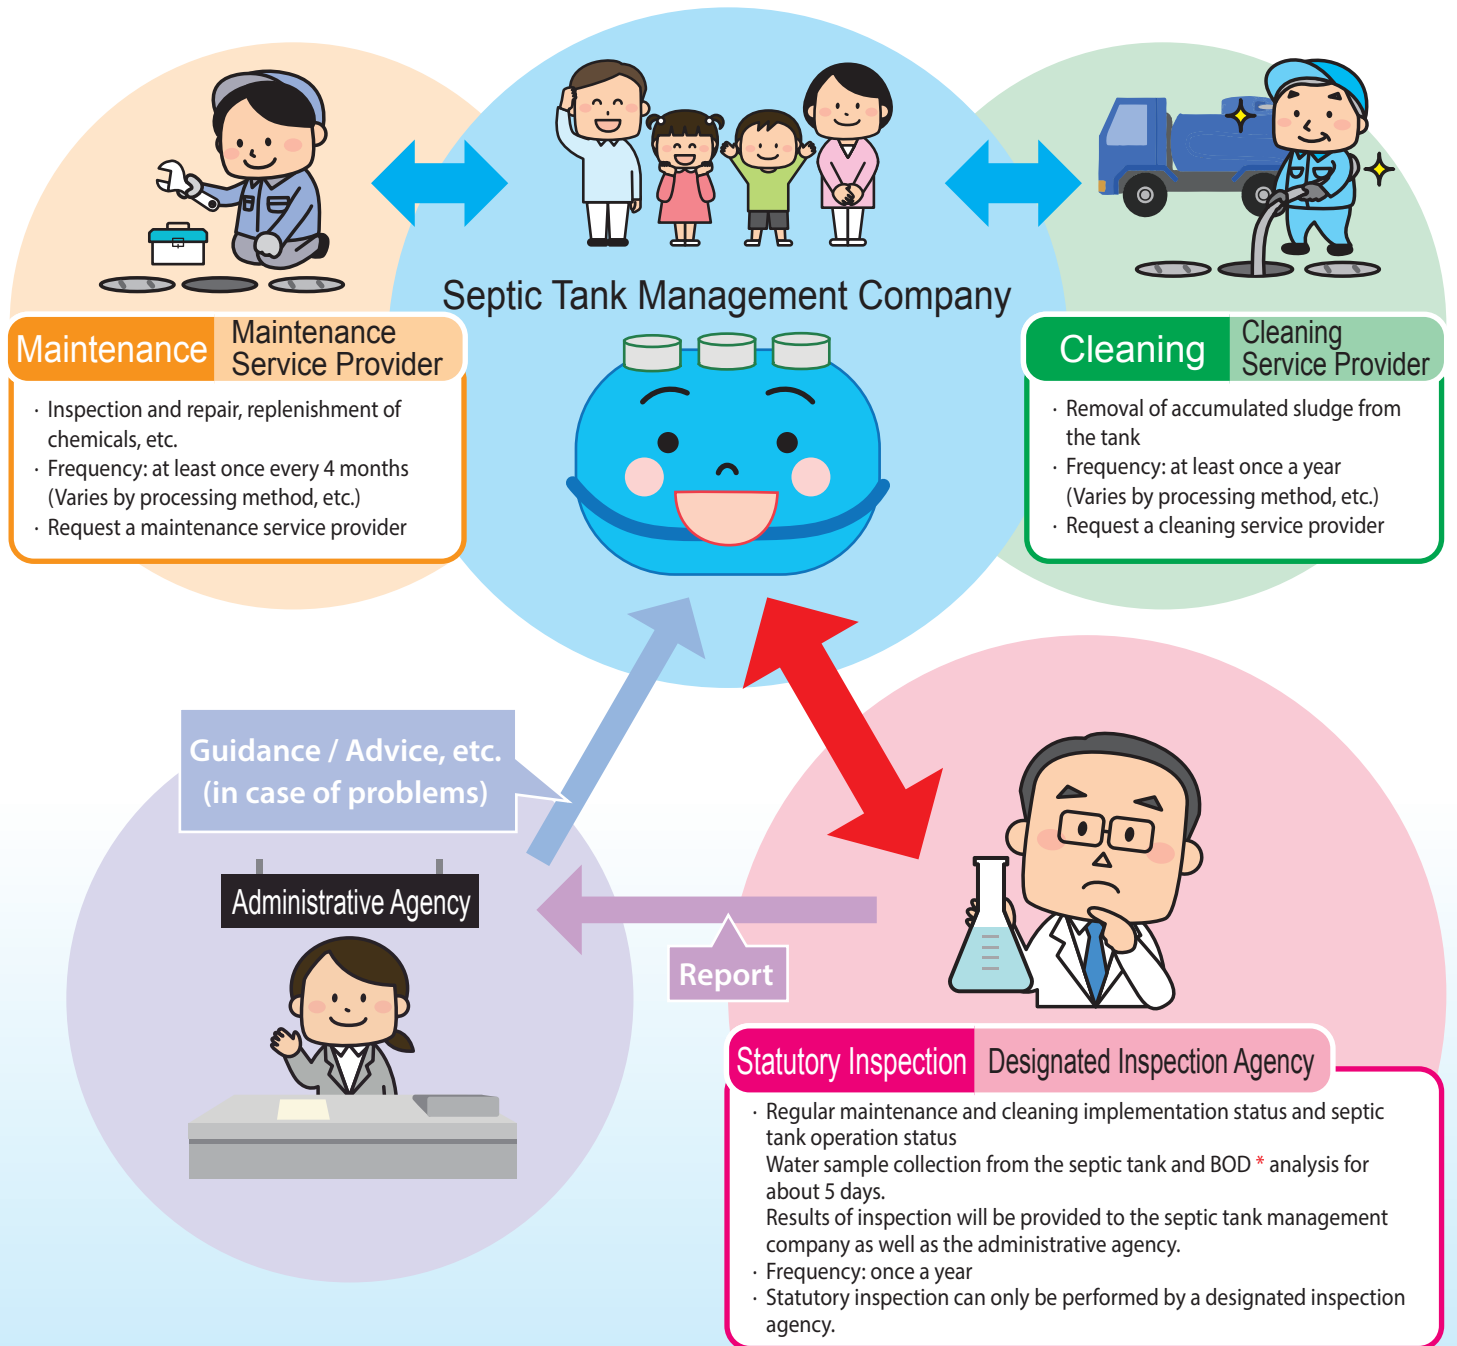 Septic Tank Management Company
Maintenance
Maintenance
Service Provider
· Inspection and repair, replenishment of
chemicals, etc.
· Frequency: at least once every 4 months
(Varies by processing method, etc.)
· Request a maintenance service provider
Cleaning
Cleaning
Service Provider
· Removal of accumulated sludge from
the tank
· Frequency: at least once a year
(Varies by processing method, etc.)
· Request a cleaning service provider
Guidance / Advice, etc.
(in case of problems)
Administrative Agency
Report
Statutory Inspection
Designated Inspection Agency
· Regular maintenance and cleaning implementation status and septic
tank operation status
Water sample collection from the septic tank and BOD * analysis for
about 5 days.
Results of inspection will be provided to the septic tank management
company as well as the administrative agency.
· Frequency: once a year
· Statutory inspection can only be performed by a designated inspection
agency.